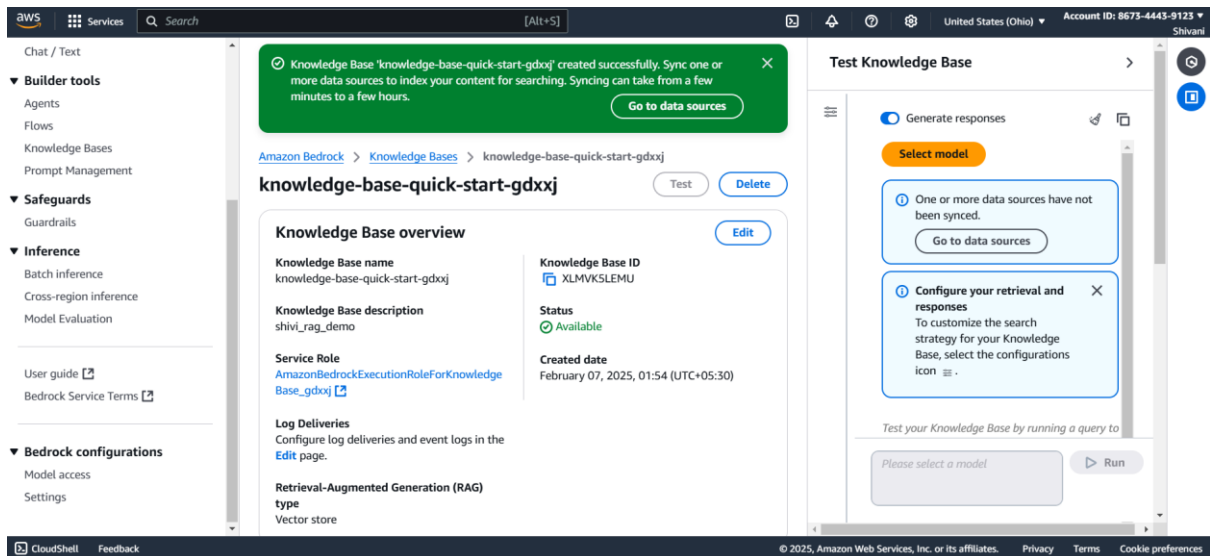 aws
Services
Search
[Alt+S]
United States (Ohio) ▼
Account ID: 8673-4443-9123 ▼
Shivani
Chat / Text
▼ Builder tools
Agents
Flows
Knowledge Bases
Prompt Management
▼ Safeguards
Guardrails
▼ Inference
Batch inference
Cross-region inference
Model Evaluation
User guide
Bedrock Service Terms
▼ Bedrock configurations
Model access
Settings
Knowledge Base 'knowledge-base-quick-start-gdxxj' created successfully. Sync one or
more data sources to index your content for searching. Syncing can take from a few
minutes to a few hours.
Go to data sources
Amazon Bedrock > Knowledge Bases > knowledge-base-quick-start-gdxxj
knowledge-base-quick-start-gdxxj
Test
Delete
Knowledge Base overview
Edit
Knowledge Base name
knowledge-base-quick-start-gdxxj
Knowledge Base description
shivi_rag_demo
Service Role
AmazonBedrockExecutionRoleForKnowledge
Base_gdxxj
Log Deliveries
Configure log deliveries and event logs in the
Edit page.
Retrieval-Augmented Generation (RAG)
type
Vector store
Knowledge Base ID
XLMVK5LEMU
Status
Available
Created date
February 07, 2025, 01:54 (UTC+05:30)
Test Knowledge Base
Generate responses
Select model
One or more data sources have not
been synced.
Go to data sources
Configure your retrieval and
responses
To customize the search
strategy for your Knowledge
Base, select the configurations
icon .
Test your Knowledge Base by running a query to
Please select a model
Run
CloudShell
Feedback
© 2025, Amazon Web Services, Inc. or its affiliates.
Privacy
Terms
Cookie preferences